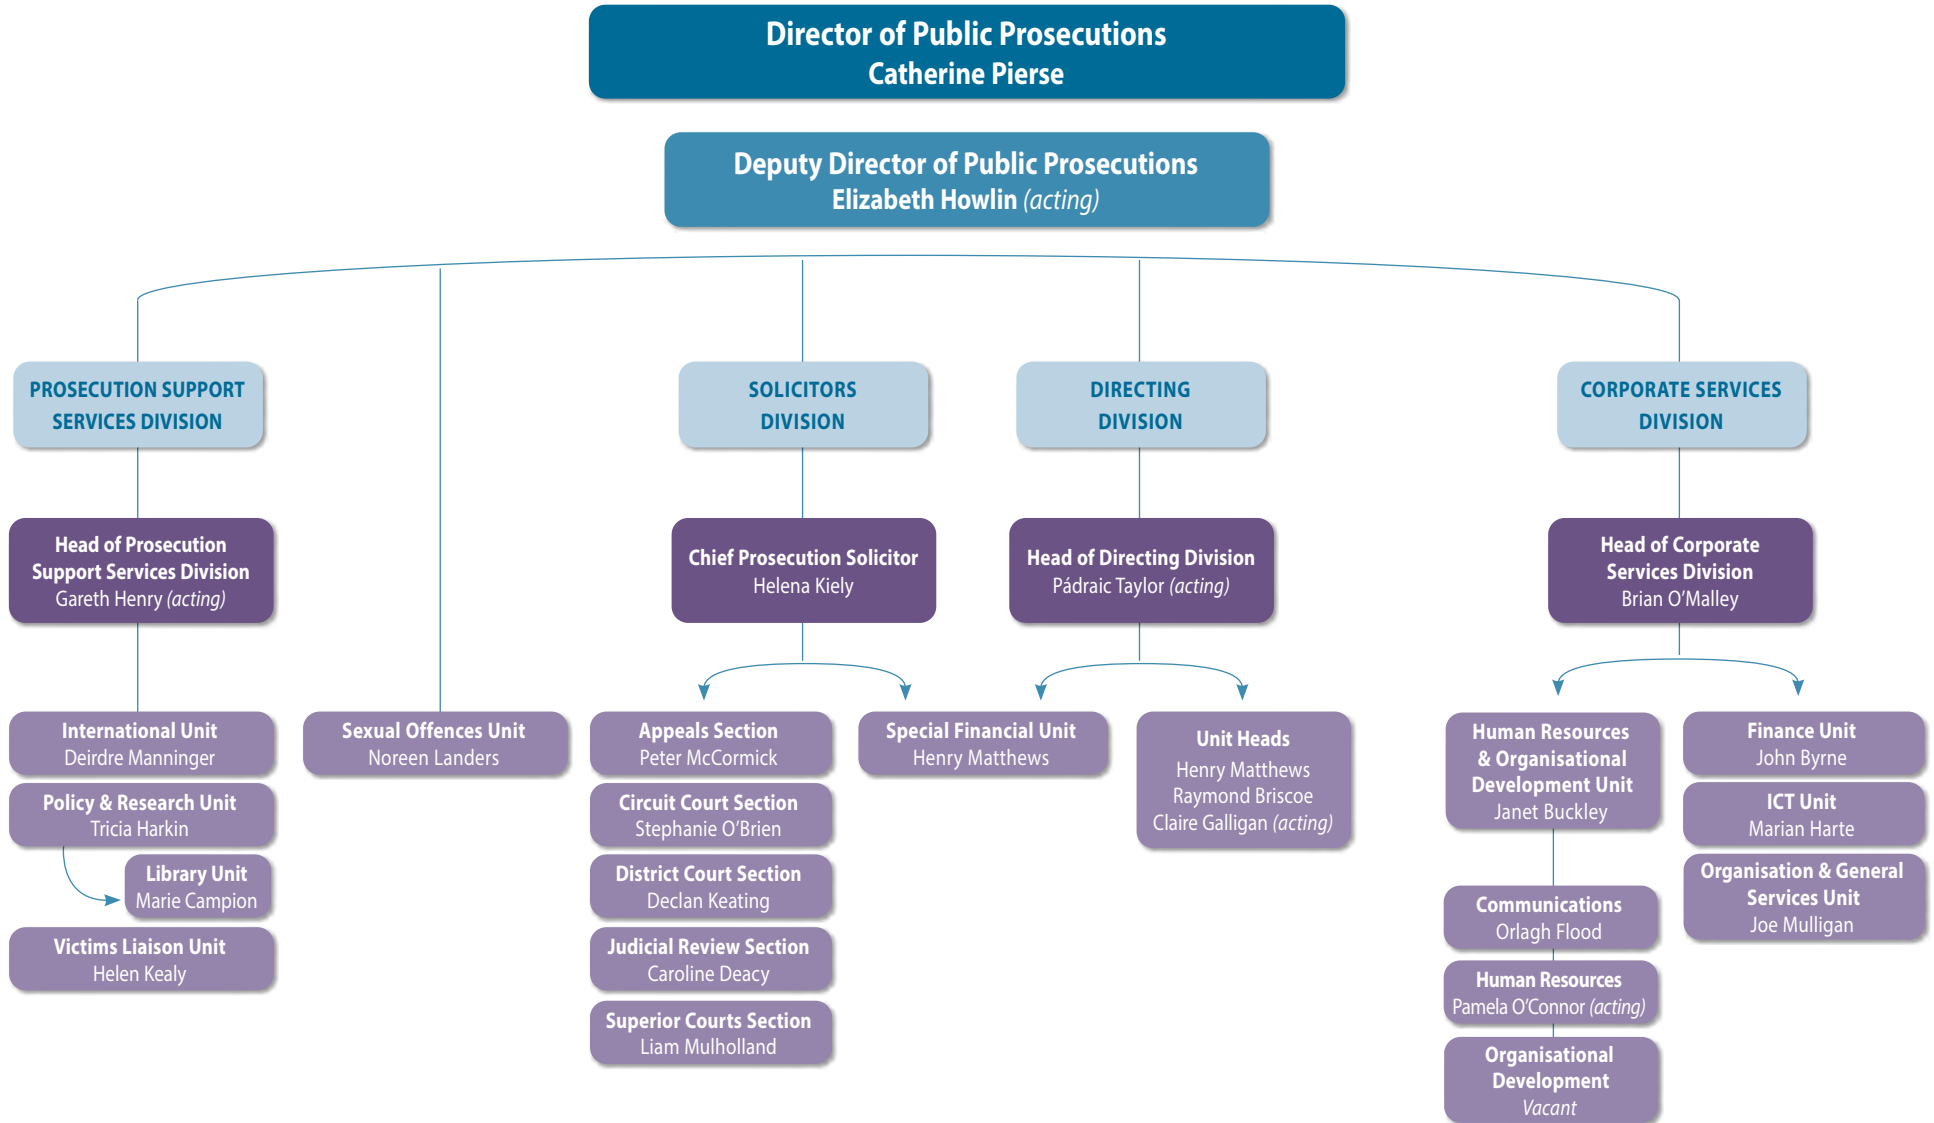 Director of Public Prosecutions
Catherine Pierse
Deputy Director of Public Prosecutions
Elizabeth Howlin (acting)
PROSECUTION SUPPORT
SERVICES DIVISION
SOLICITORS
DIVISION
DIRECTING
DIVISION
CORPORATE SERVICES
DIVISION
Head of Prosecution
Support Services Division
Gareth Henry (acting)
Chief Prosecution Solicitor
Helena Kiely
Head of Directing Division
Pádraic Taylor (acting)
Head of Corporate
Services Division
Brian O’Malley
International Unit
Deirdre Manninger
Policy & Research Unit
Tricia Harkin
Library Unit
Marie Campion
Victims Liaison Unit
Helen Kealy
Sexual Offences Unit
Noreen Landers
Appeals Section
Peter McCormick
Circuit Court Section
Stephanie O’Brien
District Court Section
Declan Keating
Judicial Review Section
Caroline Deacy
Superior Courts Section
Liam Mulholland
Special Financial Unit
Henry Matthews
Unit Heads
Henry Matthews
Raymond Briscoe
Claire Galligan (acting)
Human Resources
& Organisational
Development Unit
Janet Buckley
Communications
Orlagh Flood
Human Resources
Pamela O’Connor (acting)
Organisational
Development
Vacant
Finance Unit
John Byrne
ICT Unit
Marian Harte
Organisation & General
Services Unit
Joe Mulligan